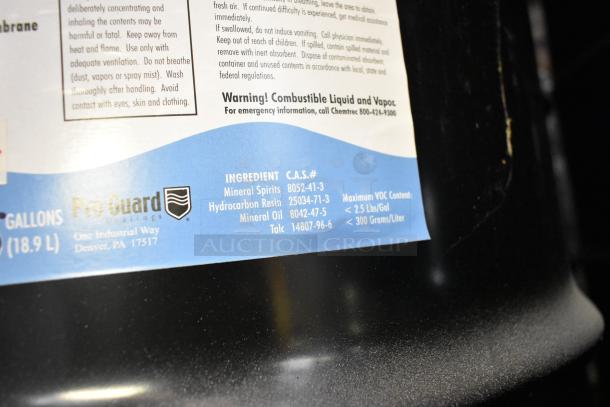 deliberately concentrating and
inhaling the contents may be
harmful or fatal. Keep away from
heat and flame. Use only with
adequate ventilation. Do not breathe
(dust, vapors or spray mist). Wash
thoroughly after handling. Avoid
contact with eyes, skin and clothing.
in breathing, leave the area to obtain
fresh air. If continued difficulty is experienced, get medical assistance
immediately.
If swallowed, do not induce vomiting. Call physician immediately.
Keep out of reach of children. If spilled, contain spilled material and
remove with inert absorbent. Dispose of contaminated absorbent,
container and unused contents in accordance with local, state and
federal regulations.
Warning! Combustible Liquid and Vapor.
For emergency information, call Chemtrec 800-424-9300
GALLONS
(18.9 L)
Pro Guard
One Industrial Way
Denver, PA 17517
INGREDIENT C.A.S.#
Mineral Spirits 8052-41-3
Hydrocarbon Resin 25034-71-3
Mineral Oil 8042-47-5
Talc 14807-96-6
Maximum VOC Content:
< 2.5 Lbs/Gal
< 300 Grams/Liter
AUCTION GROUP